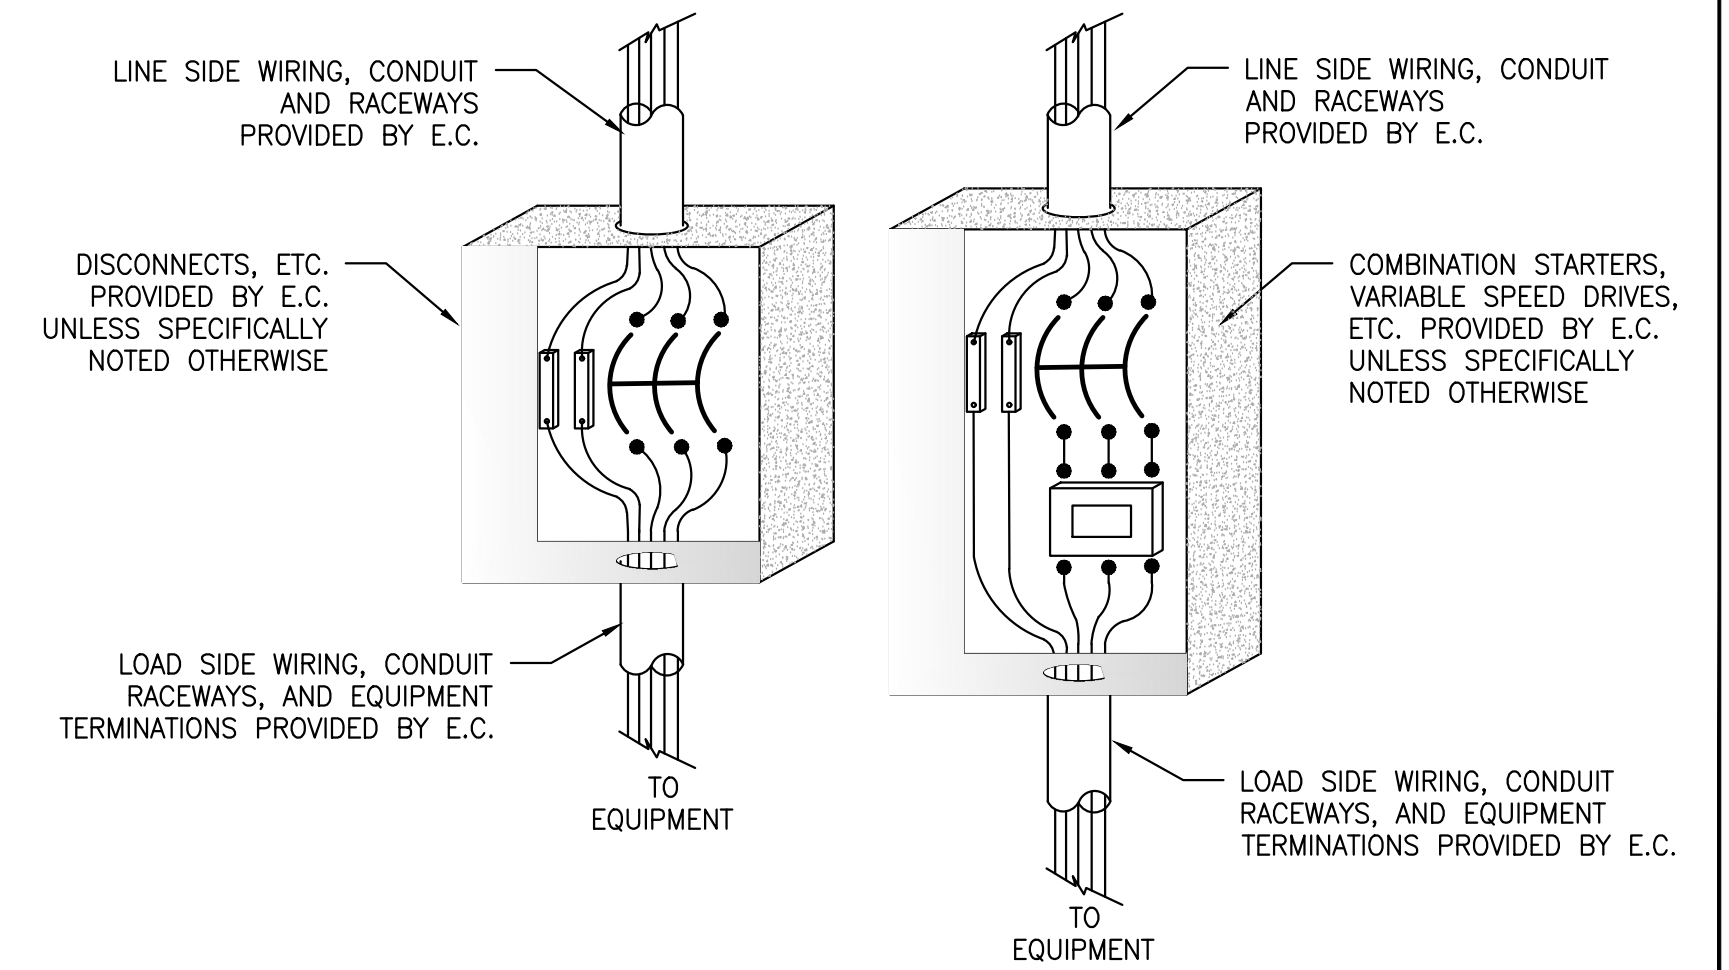 LINE SIDE WIRING, CONDUIT
AND RACEWAYS
PROVIDED BY E.C.
DISCONNECTS, ETC.
PROVIDED BY E.C.
UNLESS SPECIFICALLY
NOTED OTHERWISE
LOAD SIDE WIRING, CONDUIT
RACEWAYS, AND EQUIPMENT
TERMINATIONS PROVIDED BY E.C.
TO
EQUIPMENT
LINE SIDE WIRING, CONDUIT
AND RACEWAYS
PROVIDED BY E.C.
COMBINATION STARTERS,
VARIABLE SPEED DRIVES,
ETC. PROVIDED BY E.C.
UNLESS SPECIFICALLY
NOTED OTHERWISE
LOAD SIDE WIRING, CONDUIT
RACEWAYS, AND EQUIPMENT
TERMINATIONS PROVIDED BY E.C.
TO
EQUIPMENT